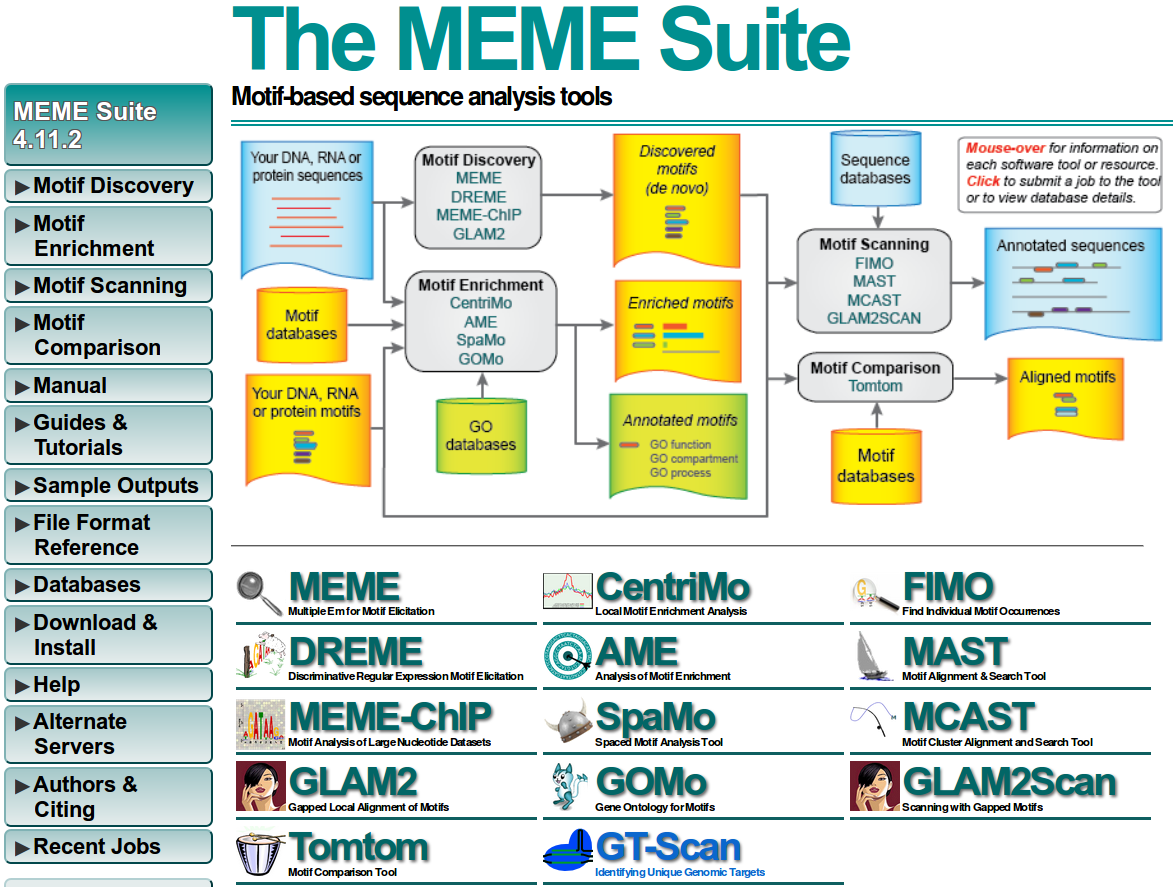 The MEME Suite
Motif-based sequence analysis tools
MEME Suite
4.11.2
▶Motif Discovery
▶Motif
Enrichment
▶Motif Scanning
▶Motif
Comparison
▶Manual
▶Guides &
Tutorials
▶Sample Outputs
▶File Format
Reference
▶Databases
▶Download &
Install
▶Help
▶Alternate
Servers
▶Authors &
Citing
▶Recent Jobs
Your DNA, RNA or
protein sequences
Motif
databases
Your DNA, RNA
or protein motifs
Motif Discovery
MEME
DREME
MEME-ChIP
GLAM2
Motif Enrichment
CentriMo
AME
SpaMo
GOMo
GO
databases
Discovered
motifs
(de novo)
Enriched motifs
Annotated motifs
GO function
GO compartment
GO process
Sequence
databases
Motif Scanning
FIMO
MAST
MCAST
GLAM2SCAN
Motif Comparison
Tomtom
Motif
databases
Mouse-over for information on
each software tool or resource.
Click to submit a job to the tool
or to view database details.
Annotated sequences
Aligned motifs
MEME
Multiple Em for Motif Elicitation
CentriMo
Local Motif Enrichment Analysis
FIMO
Find Individual Motif Occurrences
DREME
Discriminative Regular Expression Motif Elicitation
AME
Analysis of Motif Enrichment
MAST
Motif Alignment & Search Tool
MEME-ChIP
Motif Analysis of Large Nucleotide Datasets
SpaMo
Spaced Motif Analysis Tool
MCAST
Motif Cluster Alignment and Search Tool
GLAM2
Gapped Local Alignment of Motifs
GOMo
Gene Ontology for Motifs
GLAM2Scan
Scanning with Gapped Motifs
Tomtom
Motif Comparison Tool
GT-Scan
Identifying Unique Genomic Targets